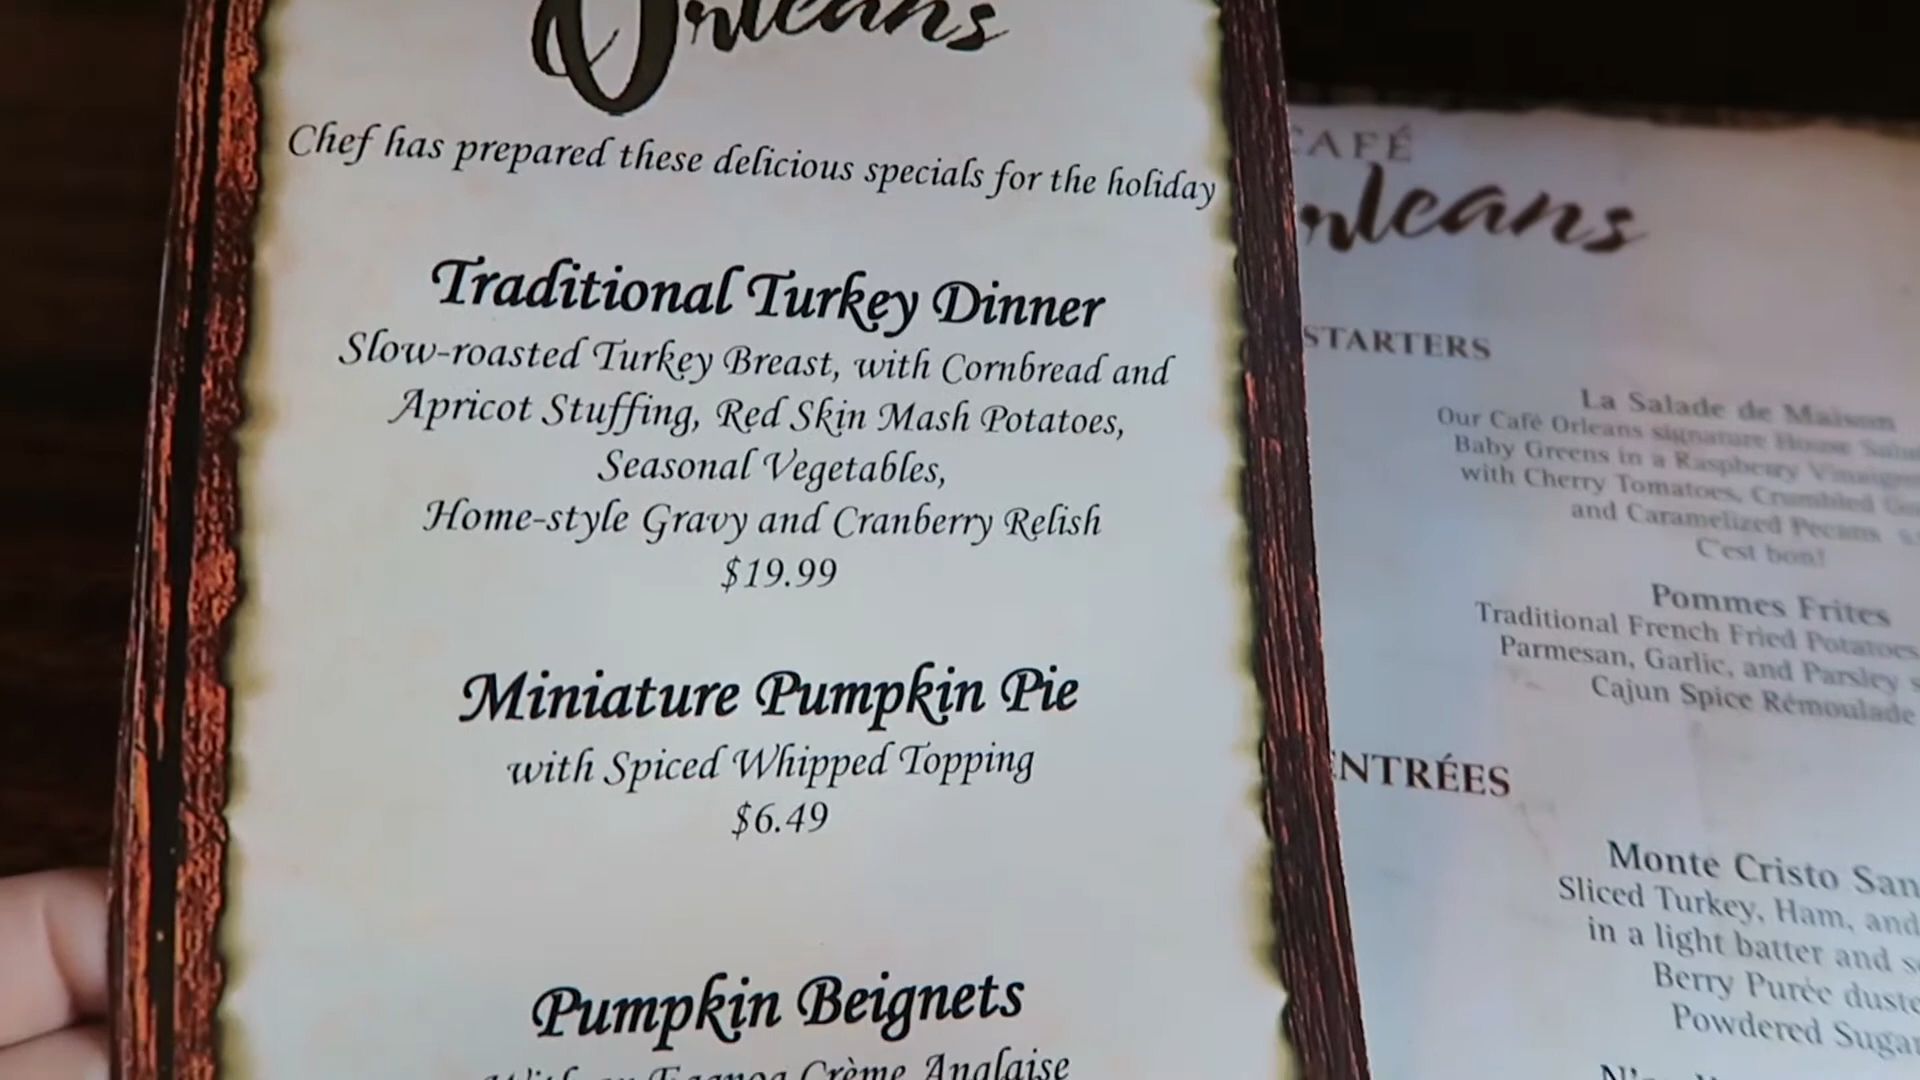 Orleans
Chef has prepared these delicious specials for the holiday
Traditional Turkey Dinner
Slow-roasted Turkey Breast, with Cornbread and
Apricot Stuffing, Red Skin Mash Potatoes,
Seasonal Vegetables,
Home-style Gravy and Cranberry Relish
$19.99
Miniature Pumpkin Pie
with Spiced Whipped Topping
$6.49
Pumpkin Beignets
Crème Anglaise
CAFÉ
Orleans
STARTERS
La Salade de Maison
Our Café Orleans signature House
Baby Greens in a Raspberry
with Cherry Tomatoes, Crumbled
and Caramelized Pecans
C'est bon!
Pommes Frites
Traditional French Fried Potatoes
Parmesan, Garlic, and Parsley
Cajun Spice Rémoulade
ENTRÉES
Monte Cristo
Sliced Turkey, Ham, and
in a light batter and
Berry Purée
Powdered Sugar